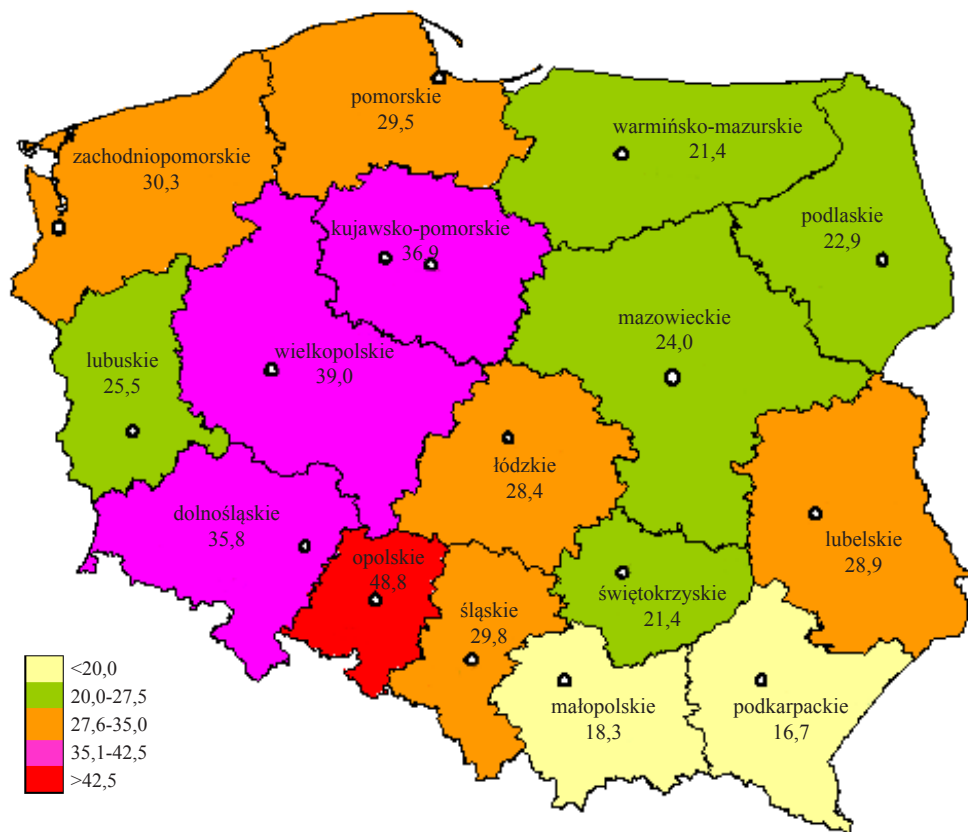 pomorskie
29,5
warmińsko-mazurskie
21,4
zachodniopomorskie
30,3
podlaskie
22,9
kujawsko-pomorskie
36,9
mazowieckie
24,0
wielkopolskie
39,0
lubuskie
25,5
łódzkie
28,4
dolnośląskie
35,8
lubelskie
28,9
opolskie
48,8
świętokrzyskie
21,4
śląskie
29,8
małopolskie
18,3
podkarpackie
16,7
<20,0
20,0-27,5
27,6-35,0
35,1-42,5
>42,5